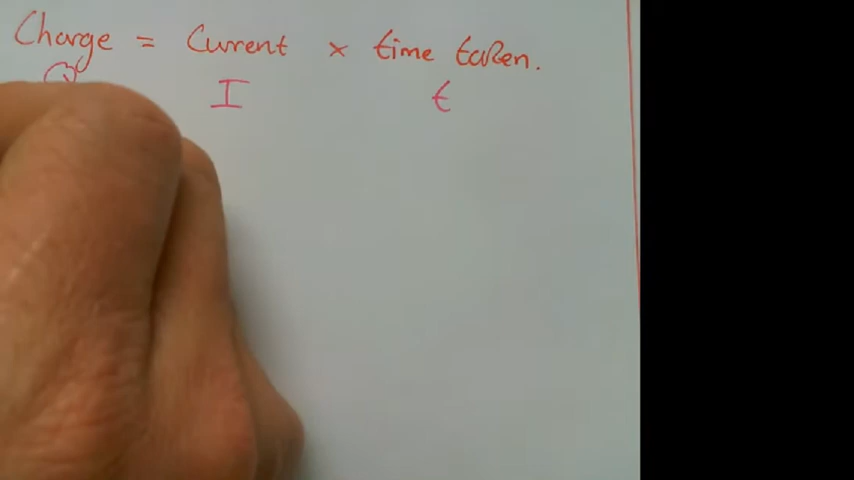 Charge = Current × time taken.
Q I t